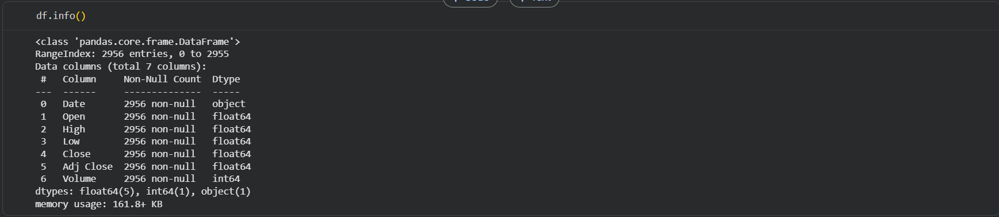 df.info()
<class 'pandas.core.frame.DataFrame'>
RangeIndex: 2956 entries, 0 to 2955
Data columns (total 7 columns):
 #   Column     Non-Null Count  Dtype
---  ------     --------------  -----
 0   Date       2956 non-null   object
 1   Open       2956 non-null   float64
 2   High       2956 non-null   float64
 3   Low        2956 non-null   float64
 4   Close      2956 non-null   float64
 5   Adj Close  2956 non-null   float64
 6   Volume     2956 non-null   int64
dtypes: float64(5), int64(1), object(1)
memory usage: 161.8+ KB